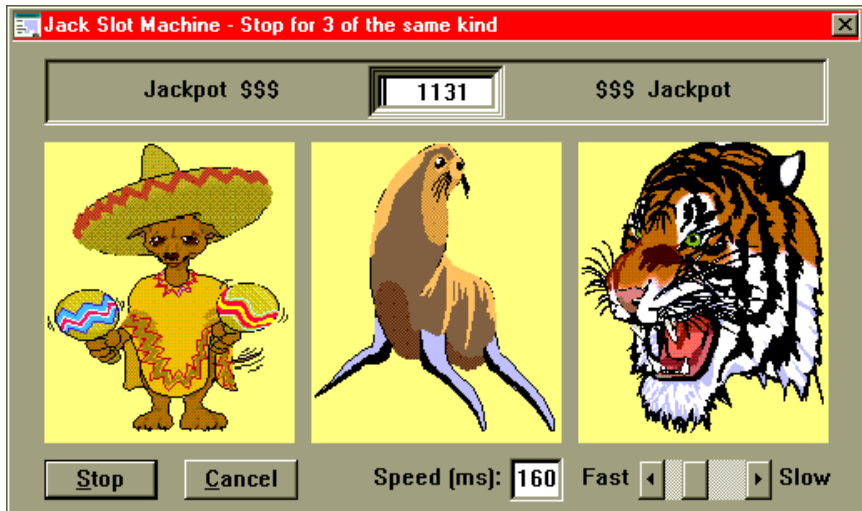 Jack Slot Machine - Stop for 3 of the same kind
Jackpot $$$ 1131 $$$ Jackpot
Stop Cancel Speed (ms): 160 Fast Slow